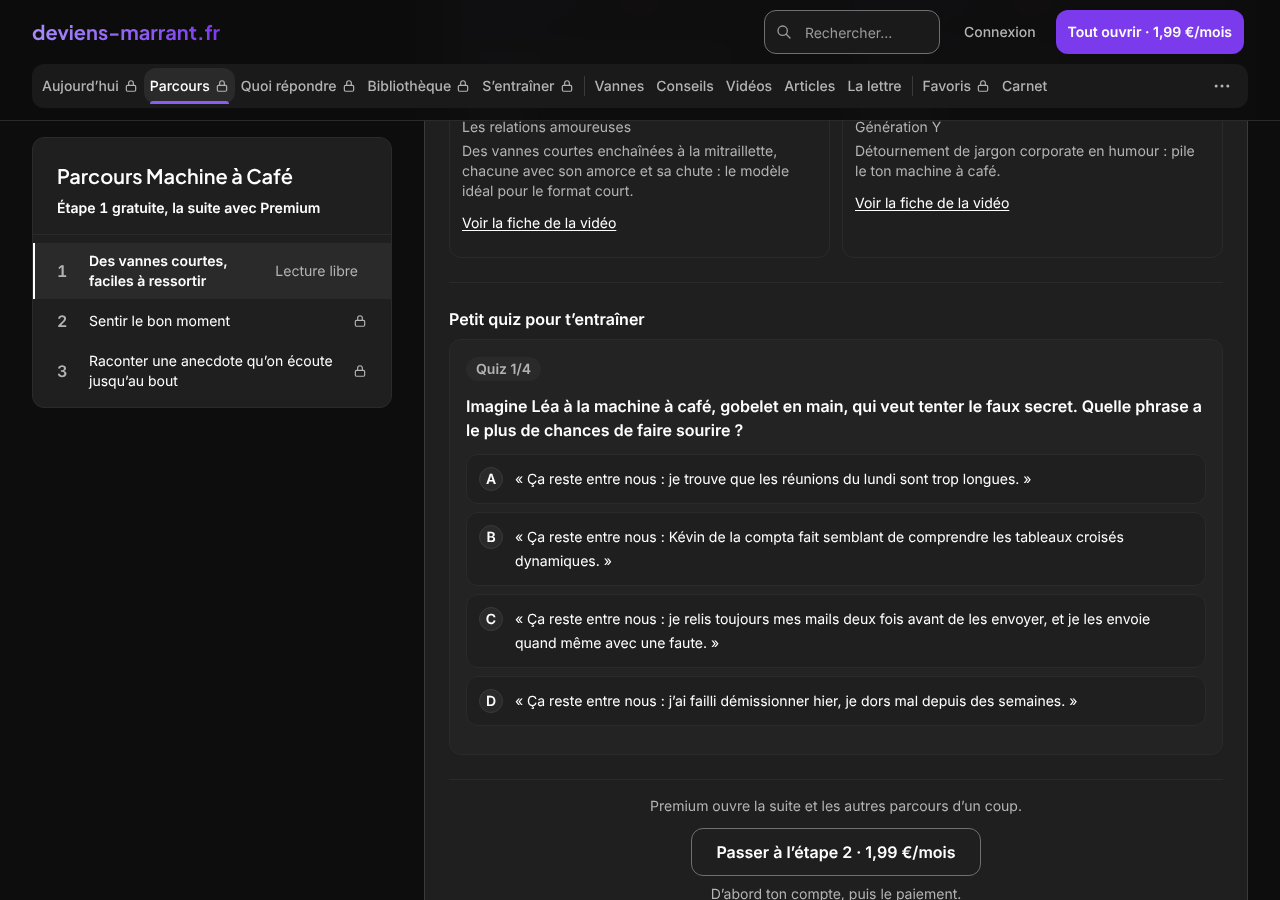 deviens-marrant.fr
Rechercher…
Connexion
Tout ouvrir · 1,99 €/mois
Aujourd’hui
Parcours
Quoi répondre
Bibliothèque
S’entraîner
Vannes
Conseils
Vidéos
Articles
La lettre
Favoris
Carnet
Parcours Machine à Café
Étape 1 gratuite, la suite avec Premium
1
Des vannes courtes,
faciles à ressortir
Lecture libre
2
Sentir le bon moment
3
Raconter une anecdote qu’on écoute
jusqu’au bout
Les relations amoureuses
Des vannes courtes enchaînées à la mitraillette,
chacune avec son amorce et sa chute : le modèle
idéal pour le format court.
Voir la fiche de la vidéo
Génération Y
Détournement de jargon corporate en humour : pile
le ton machine à café.
Voir la fiche de la vidéo
Petit quiz pour t’entraîner
Quiz 1/4
Imagine Léa à la machine à café, gobelet en main, qui veut tenter le faux secret. Quelle phrase a
le plus de chances de faire sourire ?
A
« Ça reste entre nous : je trouve que les réunions du lundi sont trop longues. »
B
« Ça reste entre nous : Kévin de la compta fait semblant de comprendre les tableaux croisés
dynamiques. »
C
« Ça reste entre nous : je relis toujours mes mails deux fois avant de les envoyer, et je les envoie
quand même avec une faute. »
D
« Ça reste entre nous : j’ai failli démissionner hier, je dors mal depuis des semaines. »
Premium ouvre la suite et les autres parcours d’un coup.
Passer à l’étape 2 · 1,99 €/mois
D’abord ton compte, puis le paiement.